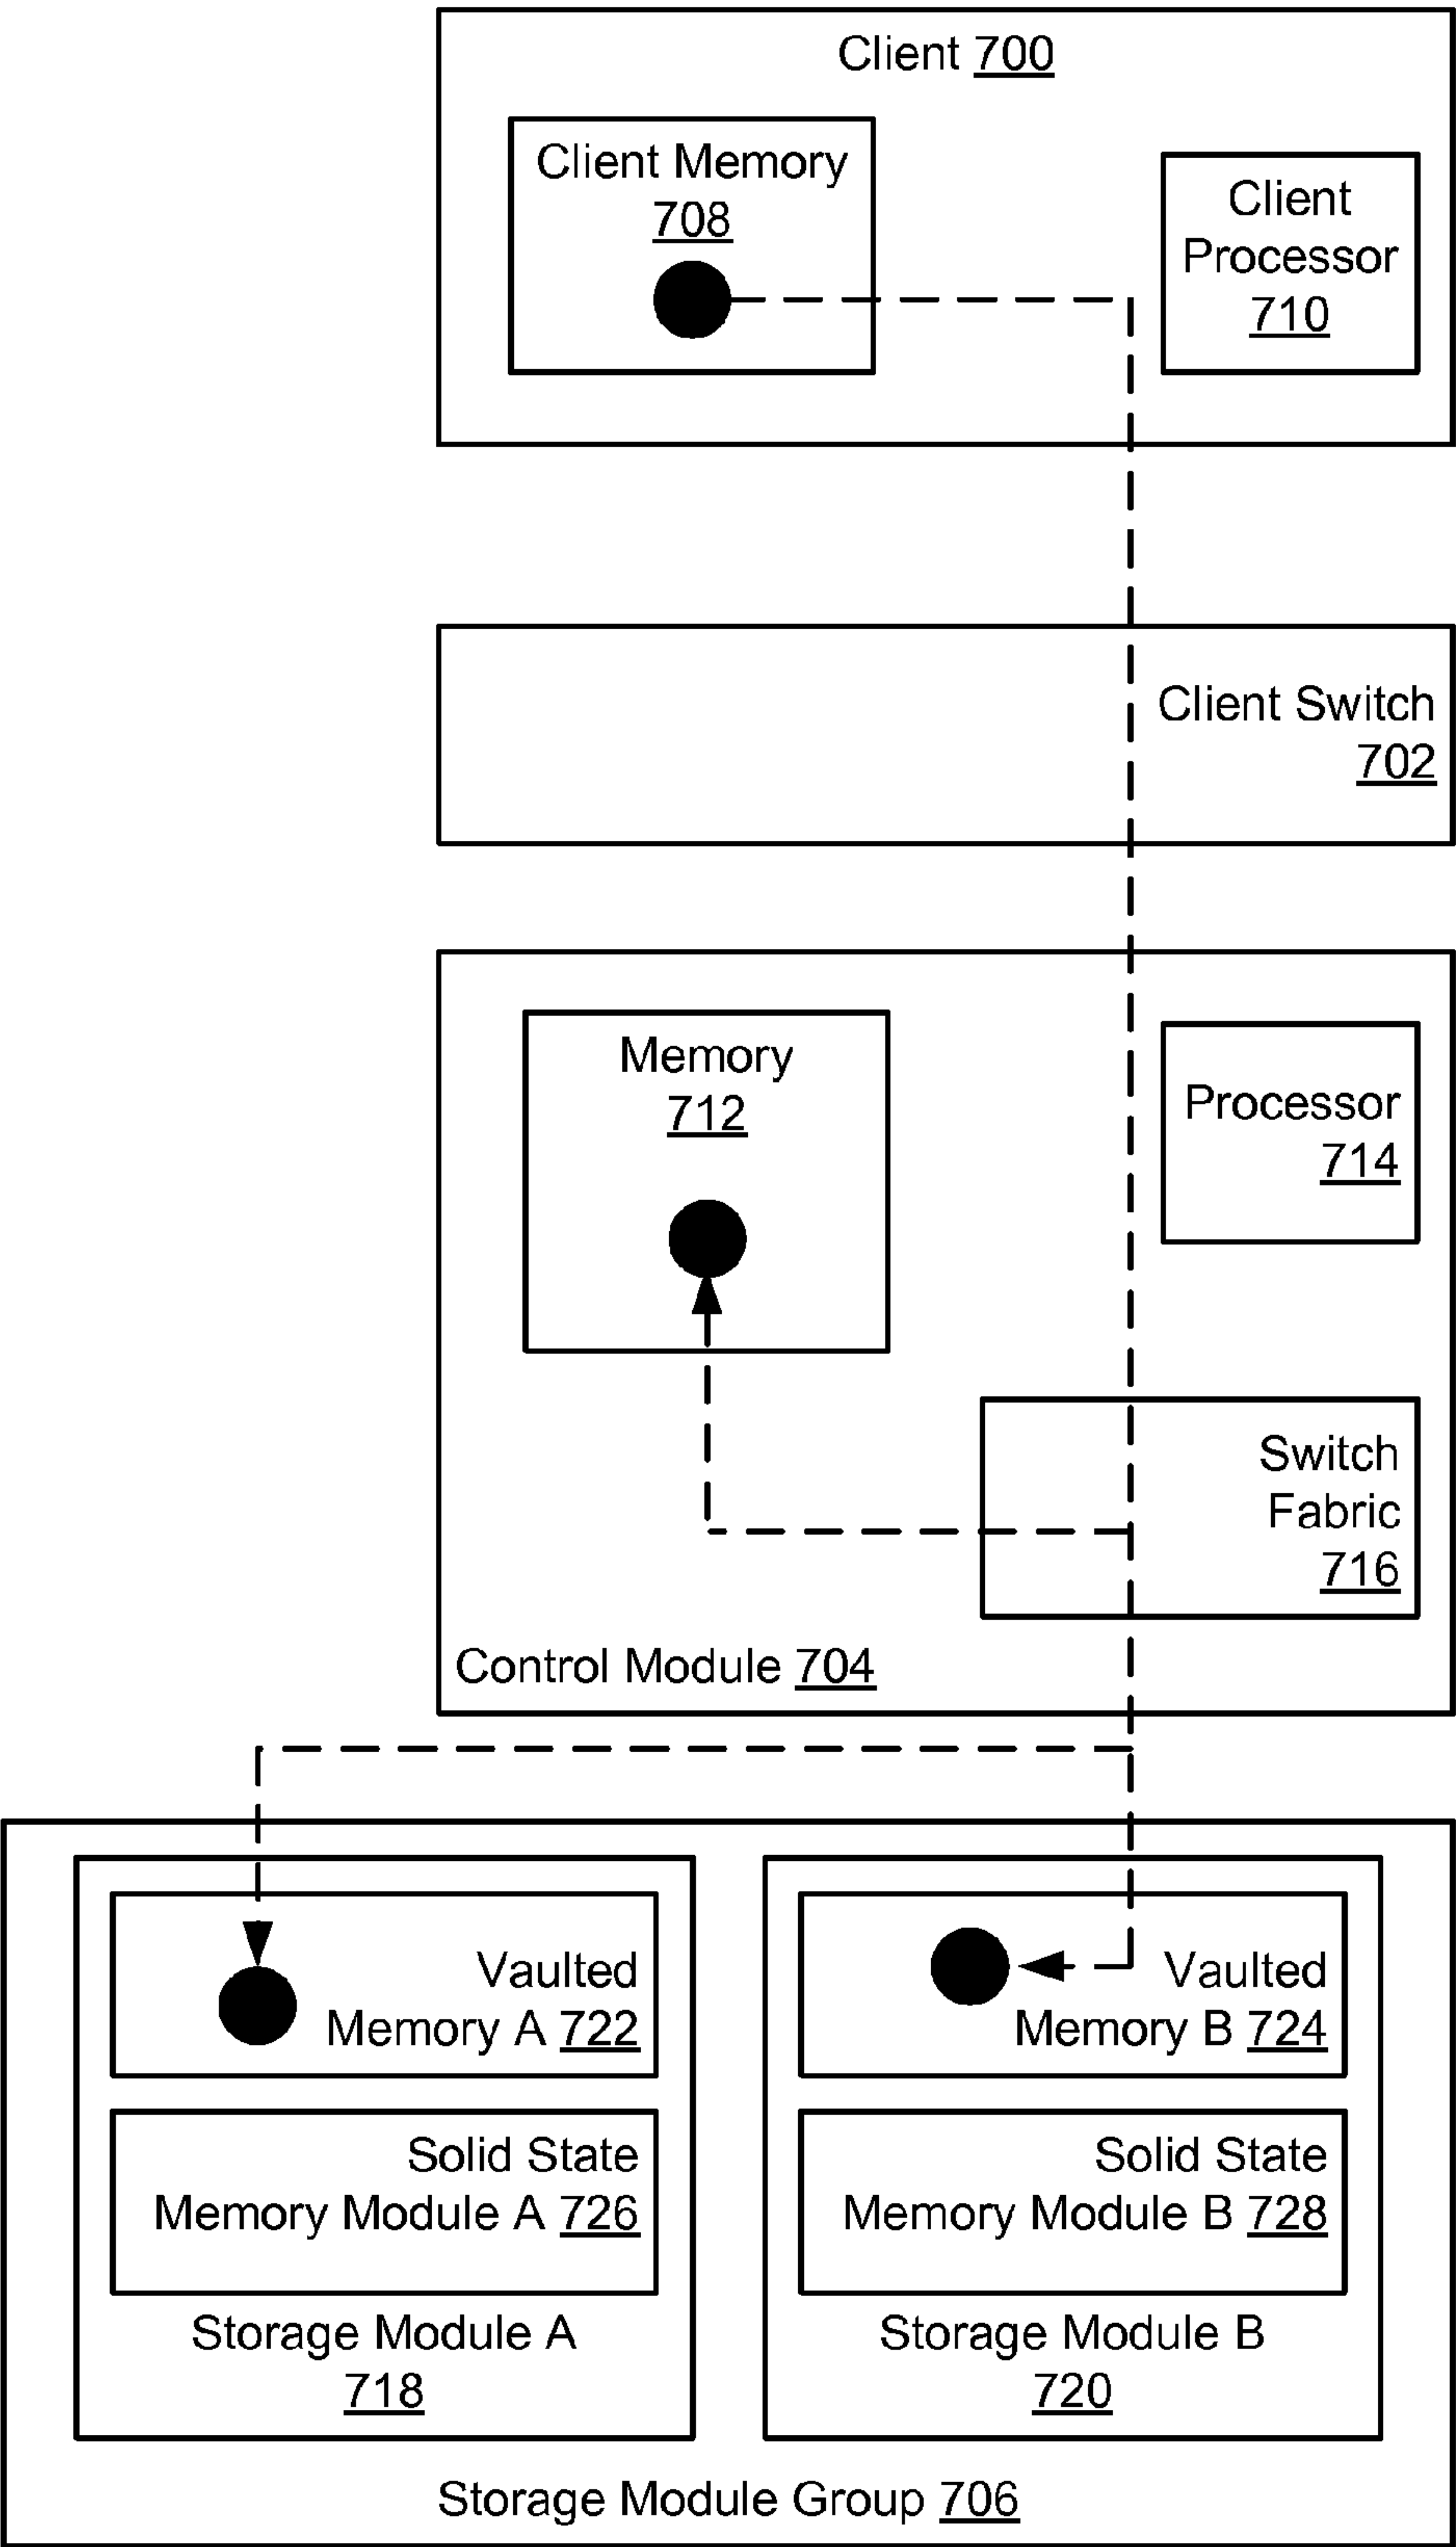 Client 700
Client Memory
708
Client
Processor
710
Client Switch
702
Memory
712
Processor
714
Switch
Fabric
716
Control Module 704
Vaulted
Memory A 722
Vaulted
Memory B 724
Solid State
Memory Module A 726
Solid State
Memory Module B 728
Storage Module A
718
Storage Module B
720
Storage Module Group 706